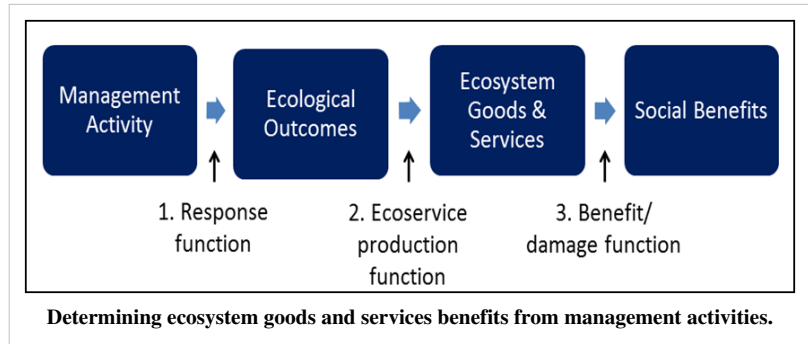 Management
Activity
Ecological
Outcomes
Ecosystem
Goods &
Services
Social Benefits
1. Response
function
2. Ecoservice
production
function
3. Benefit/
damage function
Determining ecosystem goods and services benefits from management activities.